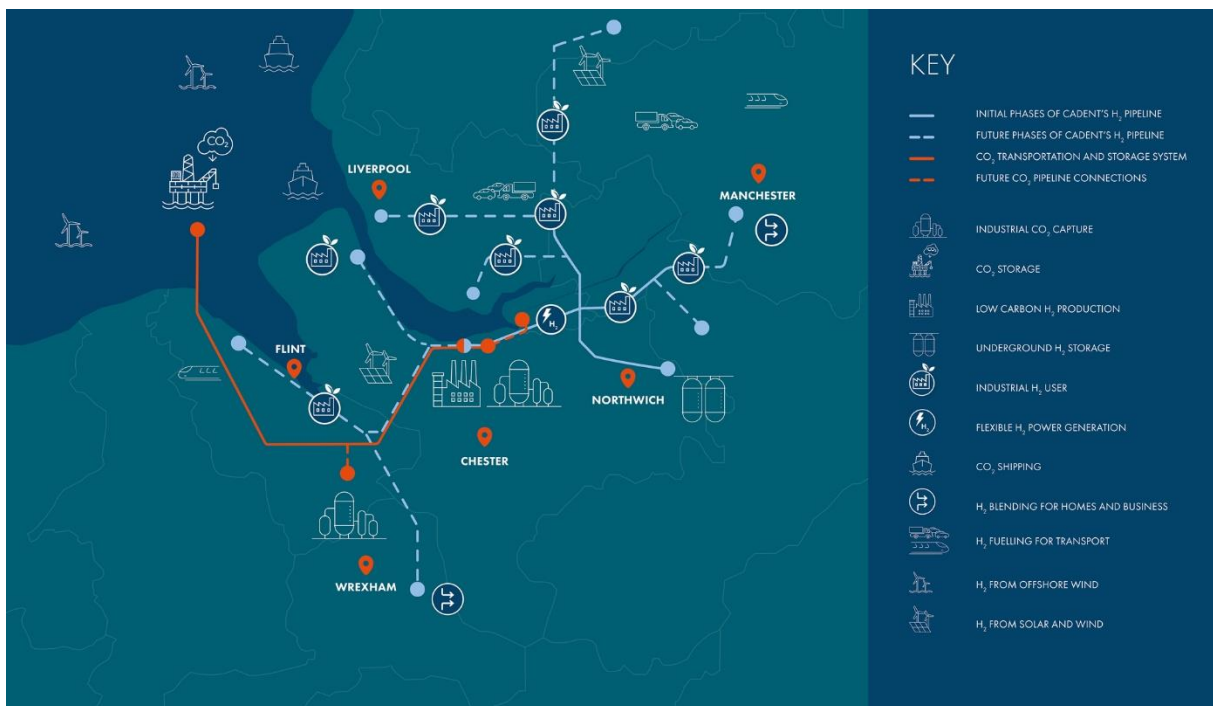 KEY
INITIAL PHASES OF CADENT'S H₂ PIPELINE
FUTURE PHASES OF CADENT'S H₂ PIPELINE
CO₂ TRANSPORTATION AND STORAGE SYSTEM
FUTURE CO₂ PIPELINE CONNECTIONS
INDUSTRIAL CO₂ CAPTURE
CO₂ STORAGE
LOW CARBON H₂ PRODUCTION
UNDERGROUND H₂ STORAGE
INDUSTRIAL H₂ USER
H₂
FLEXIBLE H₂ POWER GENERATION
CO₂ SHIPPING
H₂ BLENDING FOR HOMES AND BUSINESS
H₂ FUELLING FOR TRANSPORT
H₂ FROM OFFSHORE WIND
H₂ FROM SOLAR AND WIND
CO₂
LIVERPOOL
MANCHESTER
H₂
FLINT
NORTHWICH
CHESTER
WREXHAM